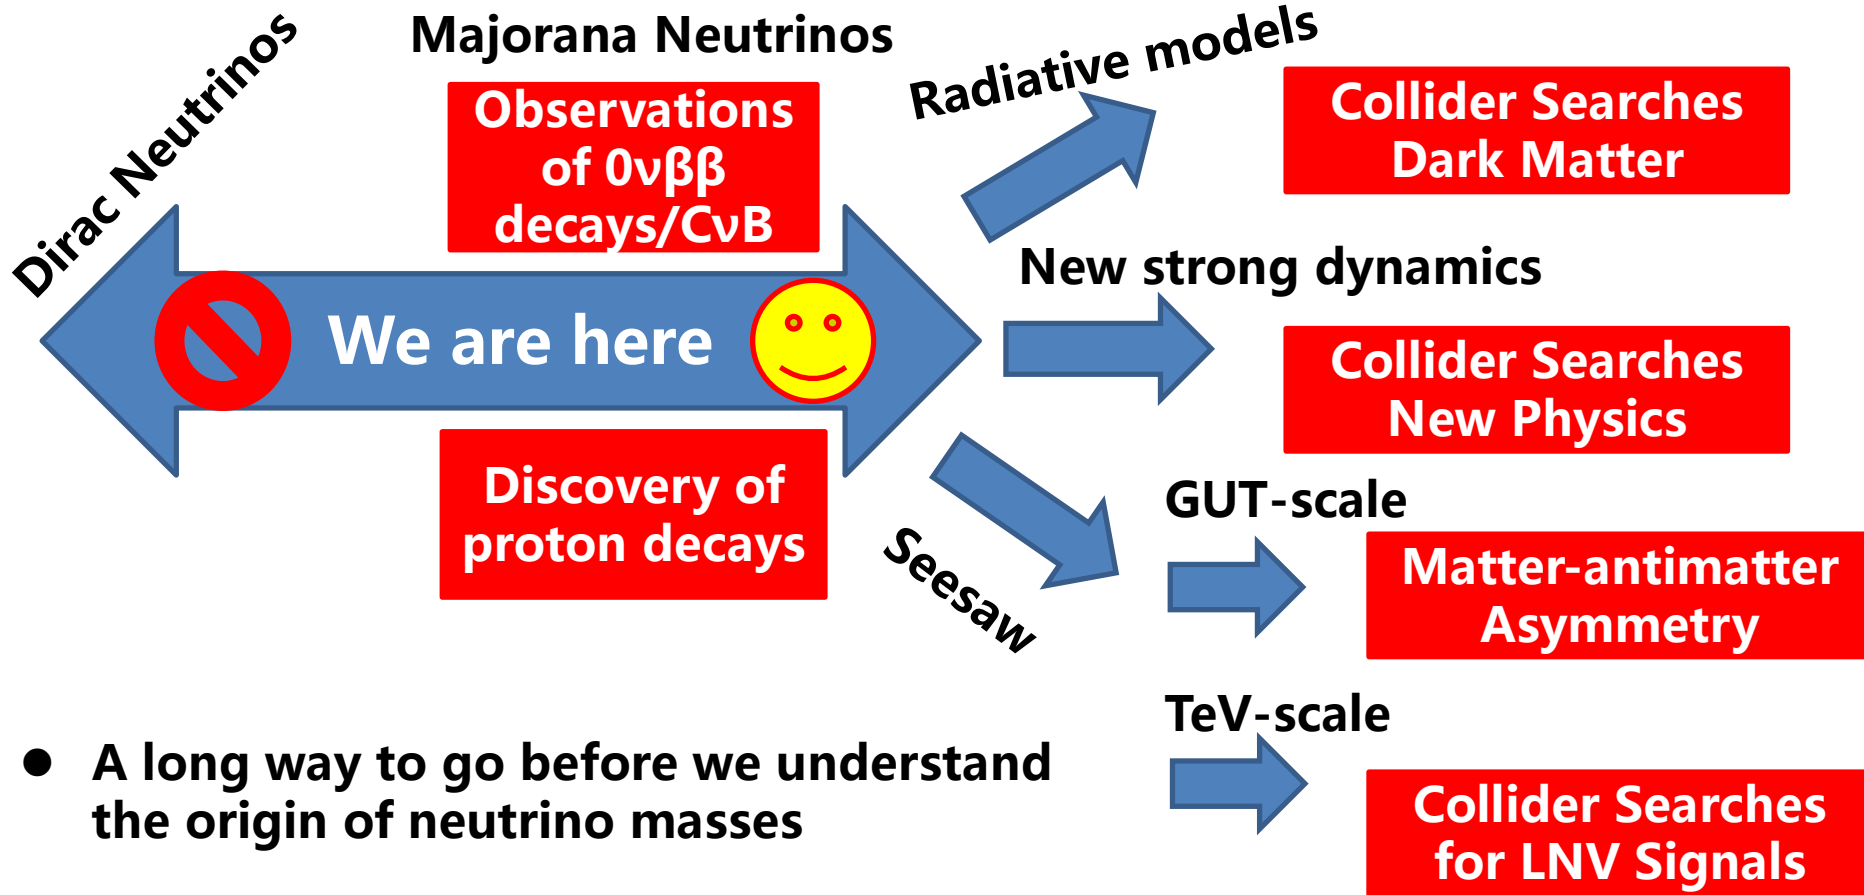 Dirac Neutrinos
Majorana Neutrinos
Observations
of 0νββ
decays/CνB
We are here
Discovery of
proton decays
Radiative models
Collider Searches
Dark Matter
New strong dynamics
Collider Searches
New Physics
Seesaw
GUT-scale
Matter-antimatter
Asymmetry
TeV-scale
Collider Searches
for LNV Signals
● A long way to go before we understand
the origin of neutrino masses